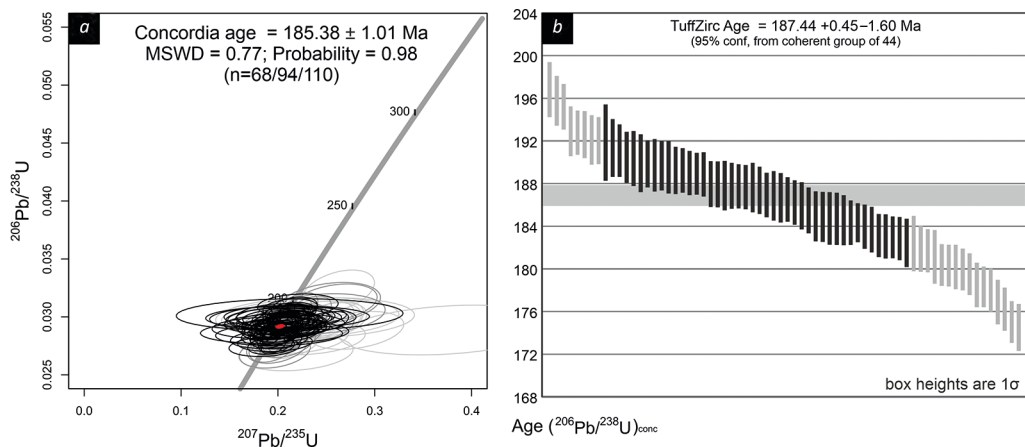 a
Concordia age = 185.38 ± 1.01 Ma
MSWD = 0.77; Probability = 0.98
(n=68/94/110)
0.055
0.050
0.045
0.040
0.035
0.030
0.025
206Pb/238U
300
250
200
0.0
0.1
0.2
0.3
0.4
207Pb/235U
b
TuffZirc Age = 187.44 +0.45−1.60 Ma
(95% conf, from coherent group of 44)
204
200
196
192
188
184
180
176
172
168
box heights are 1σ
Age (206Pb/238U)conc